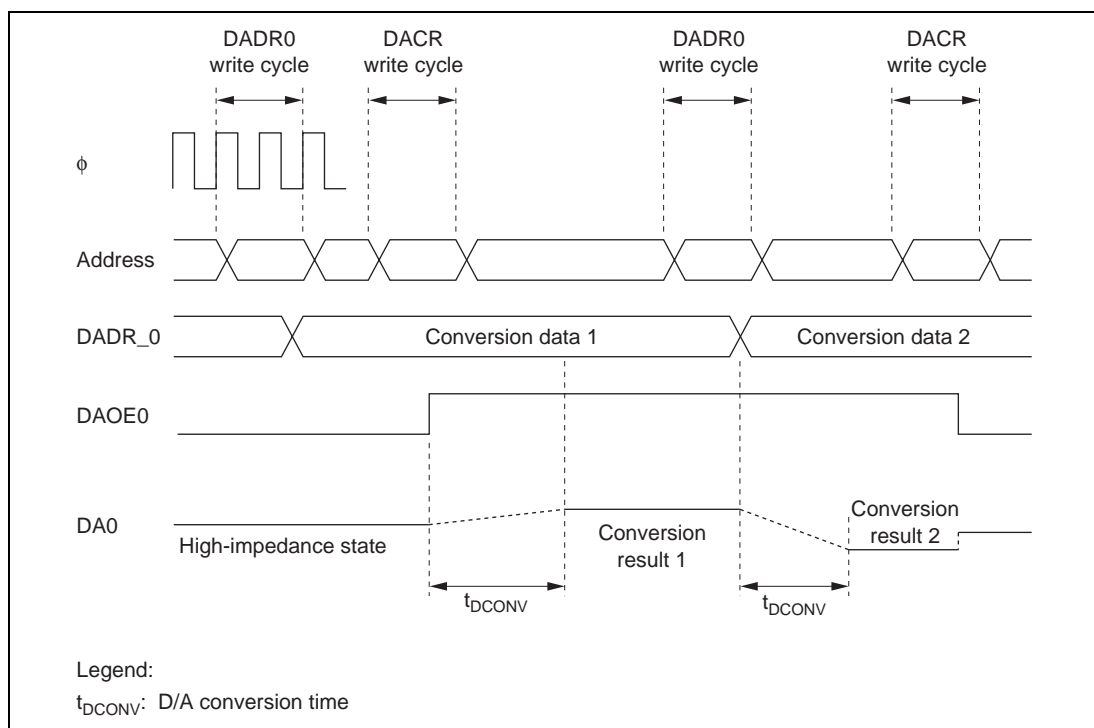 DADR0
write cycle
DACR
write cycle
DADR0
write cycle
DACR
write cycle
ϕ
Address
DADR_0
Conversion data 1
Conversion data 2
DAOE0
DA0
High-impedance state
Conversion
result 1
Conversion
result 2
tDCONV
tDCONV
Legend:
tDCONV: D/A conversion time